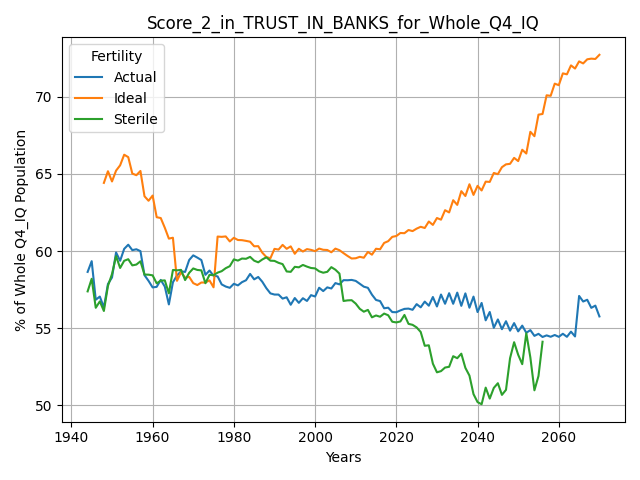 Score_2_in_TRUST_IN_BANKS_for_Whole_Q4_IQ
Fertility
Actual
Ideal
Sterile
% of Whole Q4_IQ Population
70
65
60
55
50
1940
1960
1980
2000
2020
2040
2060
Years